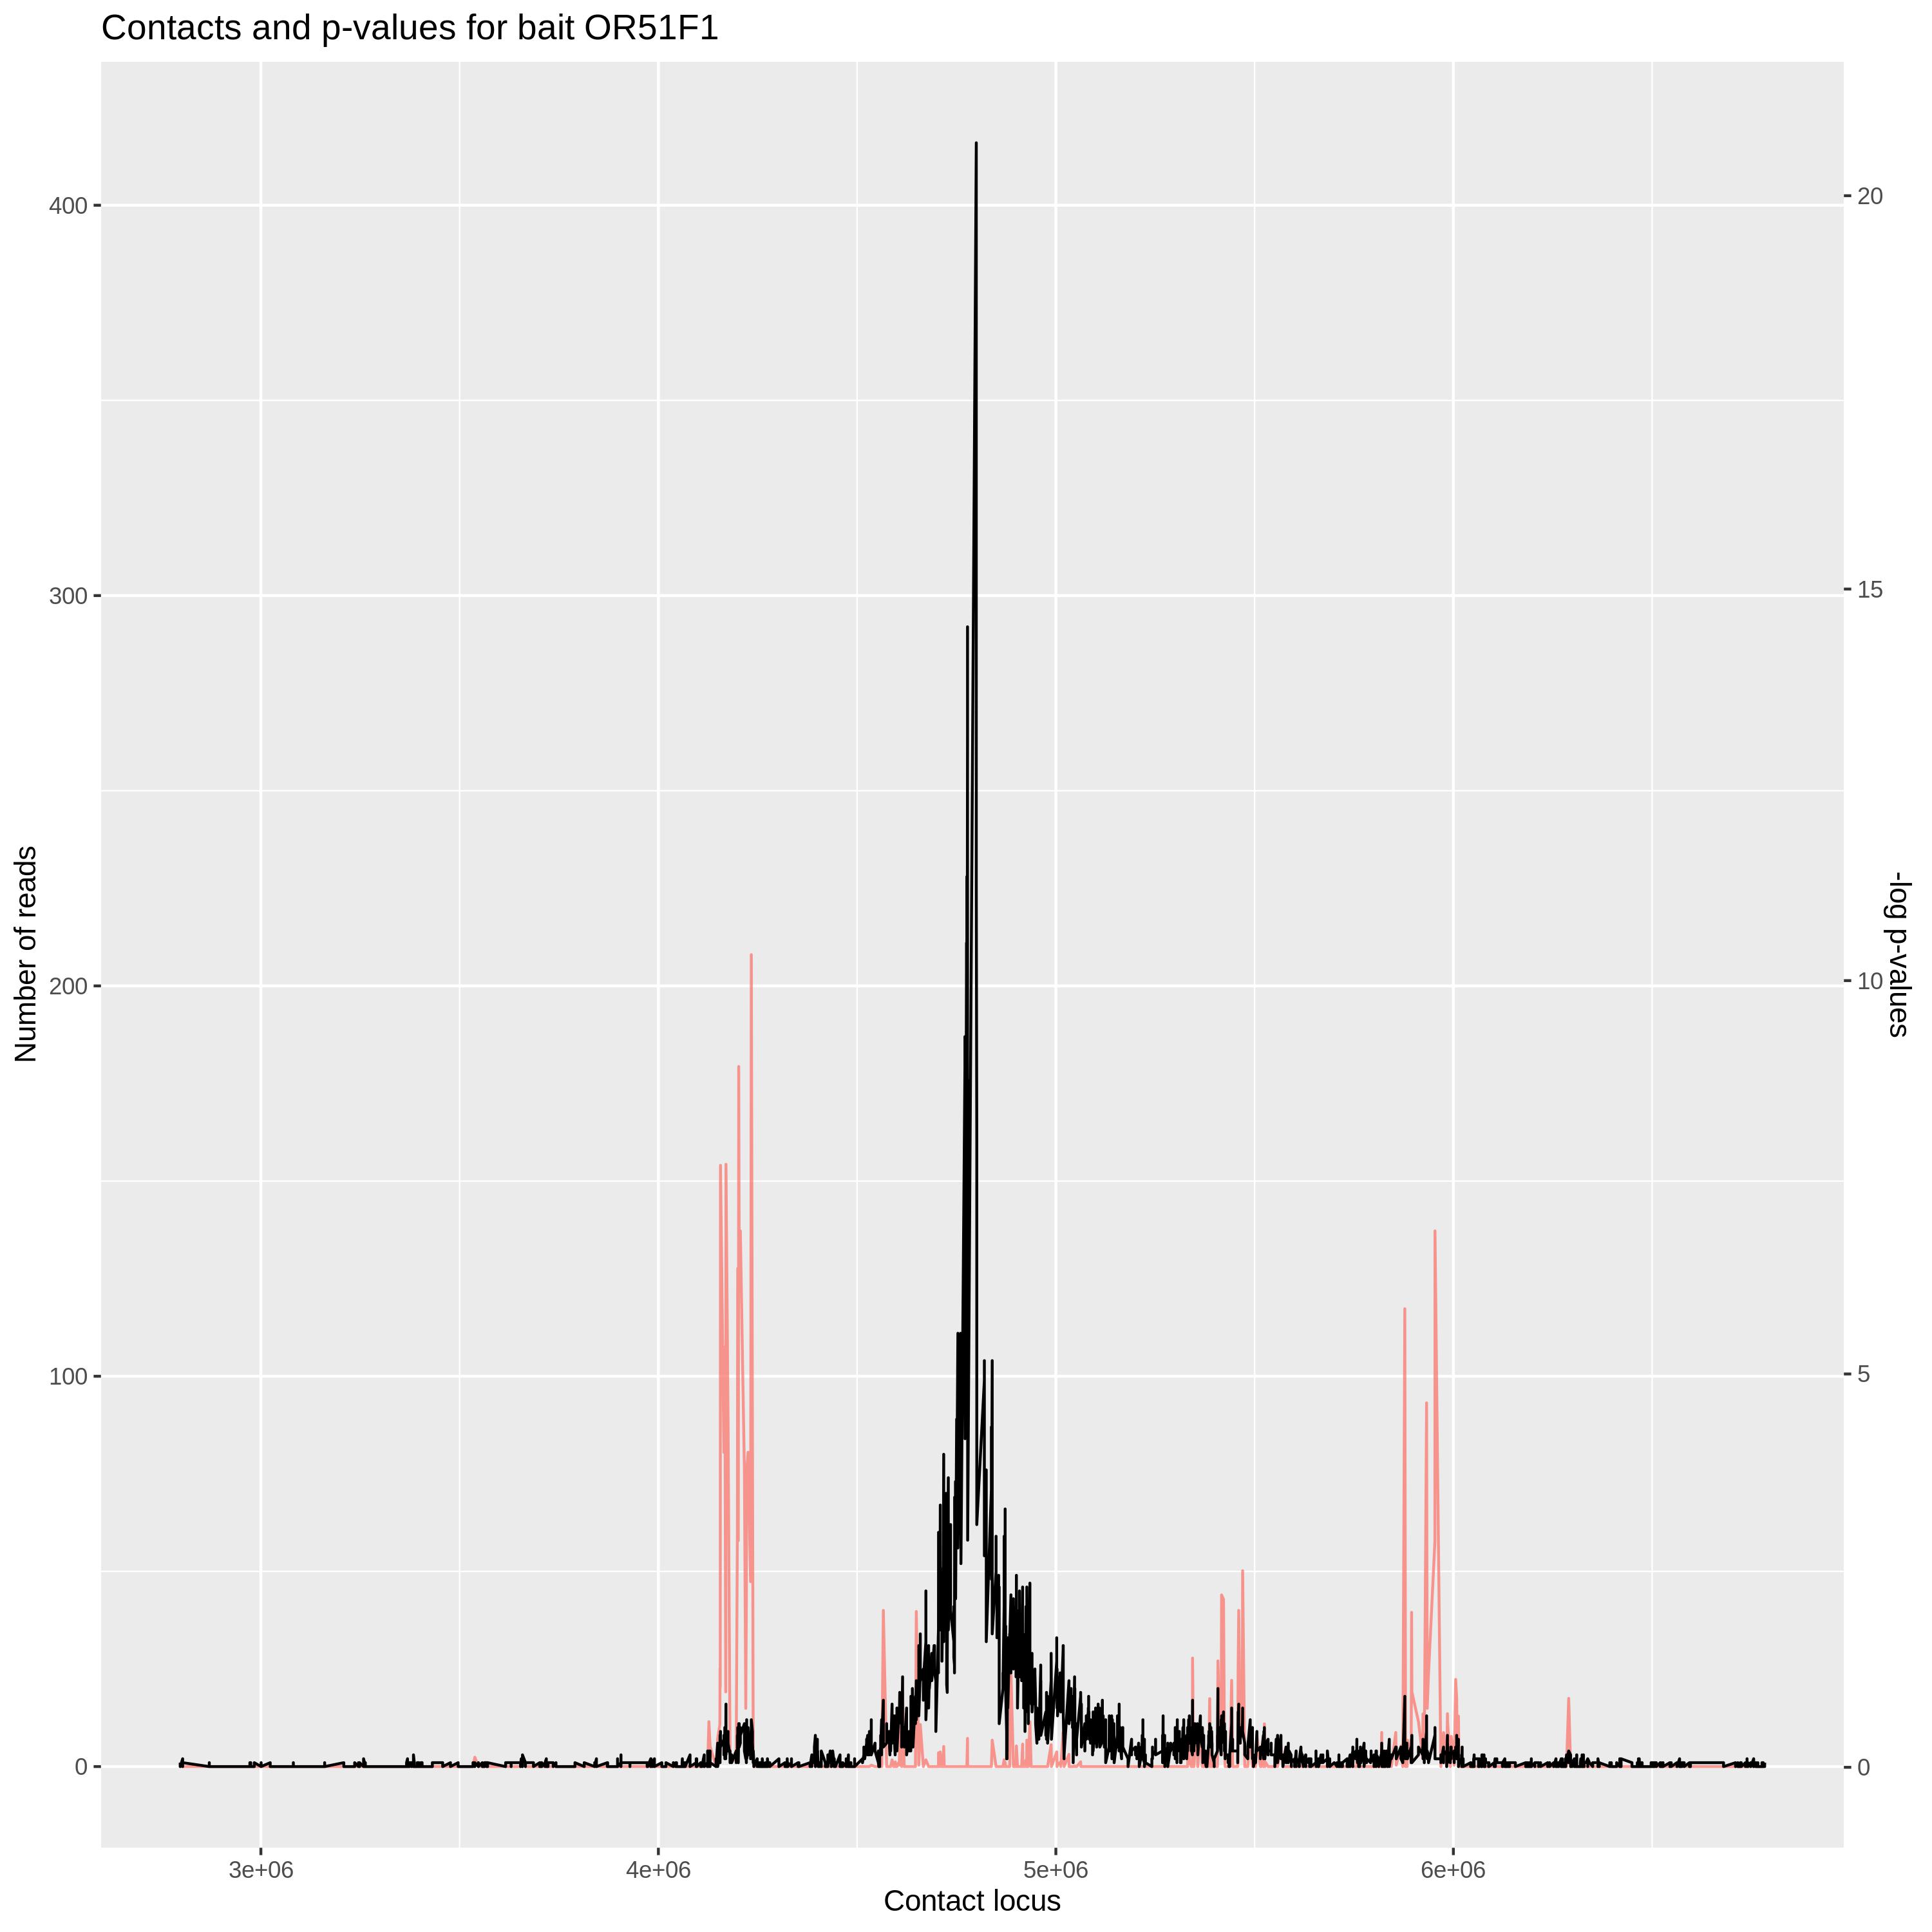 Contacts and p-values for bait OR51F1
400
300
200
100
0
Number of reads
20
15
10
5
0
-log p-values
3e+06
4e+06
5e+06
6e+06
Contact locus